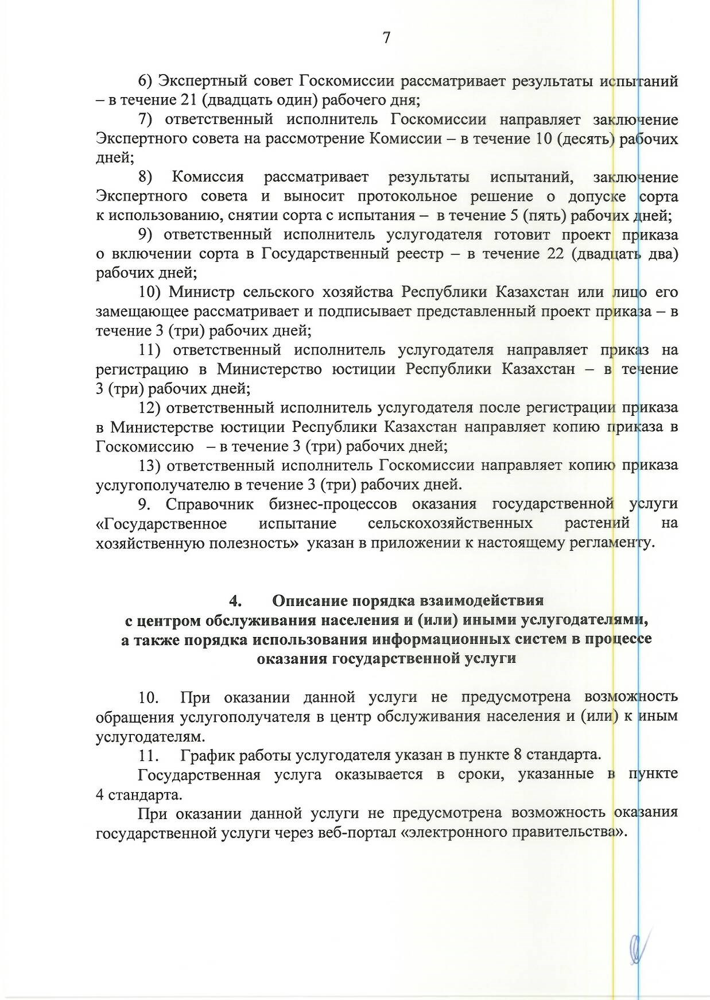 7
6) Экспертный совет Госкомиссии рассматривает результаты испытаний
– в течение 21 (двадцать один) рабочего дня;
7) ответственный исполнитель Госкомиссии направляет заключение
Экспертного совета на рассмотрение Комиссии – в течение 10 (десять) рабочих
дней;
8) Комиссия рассматривает результаты испытаний, заключение
Экспертного совета и выносит протокольное решение о допуске сорта
к использованию, снятии сорта с испытания – в течение 5 (пять) рабочих дней;
9) ответственный исполнитель услугодателя готовит проект приказа
о включении сорта в Государственный реестр – в течение 22 (двадцать два)
рабочих дней;
10) Министр сельского хозяйства Республики Казахстан или лицо его
замещающее рассматривает и подписывает представленный проект приказа – в
течение 3 (три) рабочих дней;
11) ответственный исполнитель услугодателя направляет приказ на
регистрацию в Министерство юстиции Республики Казахстан – в течение
3 (три) рабочих дней;
12) ответственный исполнитель услугодателя после регистрации приказа
в Министерстве юстиции Республики Казахстан направляет копию приказа в
Госкомиссию – в течение 3 (три) рабочих дней;
13) ответственный исполнитель Госкомиссии направляет копию приказа
услугополучателю в течение 3 (три) рабочих дней.
9. Справочник бизнес-процессов оказания государственной услуги
«Государственное испытание сельскохозяйственных растений на
хозяйственную полезность» указан в приложении к настоящему регламенту.
4. Описание порядка взаимодействия
с центром обслуживания населения и (или) иными услугодателями,
а также порядка использования информационных систем в процессе
оказания государственной услуги
10. При оказании данной услуги не предусмотрена возможность
обращения услугополучателя в центр обслуживания населения и (или) к иным
услугодателям.
11. График работы услугодателя указан в пункте 8 стандарта.
Государственная услуга оказывается в сроки, указанные в пункте
4 стандарта.
При оказании данной услуги не предусмотрена возможность оказания
государственной услуги через веб-портал «электронного правительства».